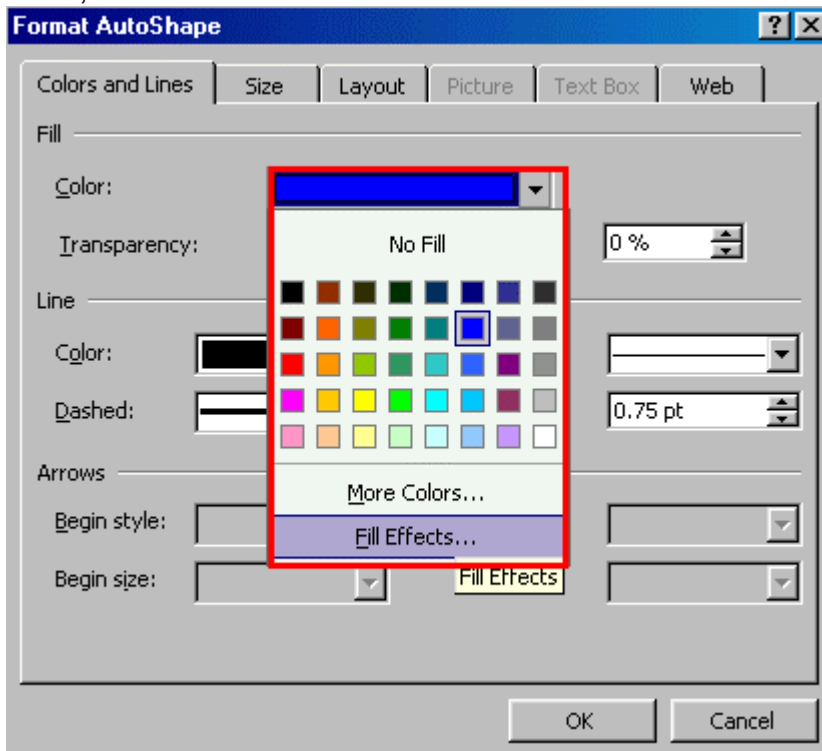 Format AutoShape
Colors and Lines Size Layout Picture Text Box Web
Fill
Color:
No Fill
Transparency: 0 %
Line
Color:
Dashed: 0.75 pt
More Colors...
Arrows
Begin style:
Fill Effects...
Begin size:
Fill Effects
OK Cancel